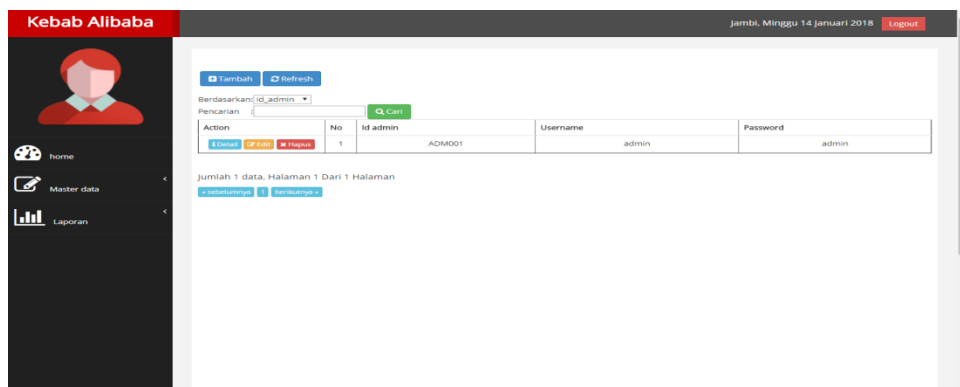 Kebab Alibaba
Jambi, Minggu 14 Januari 2018 Logout
Tambah Refresh
Berdasarkan: id_admin
Pencarian :
Cari
Action No Id admin Username Password
Detail Edit Hapus 1 ADM001 admin admin
home
Master data
Laporan
Jumlah 1 data, Halaman 1 Dari 1 Halaman
« sebelumnya 1 berikutnya »